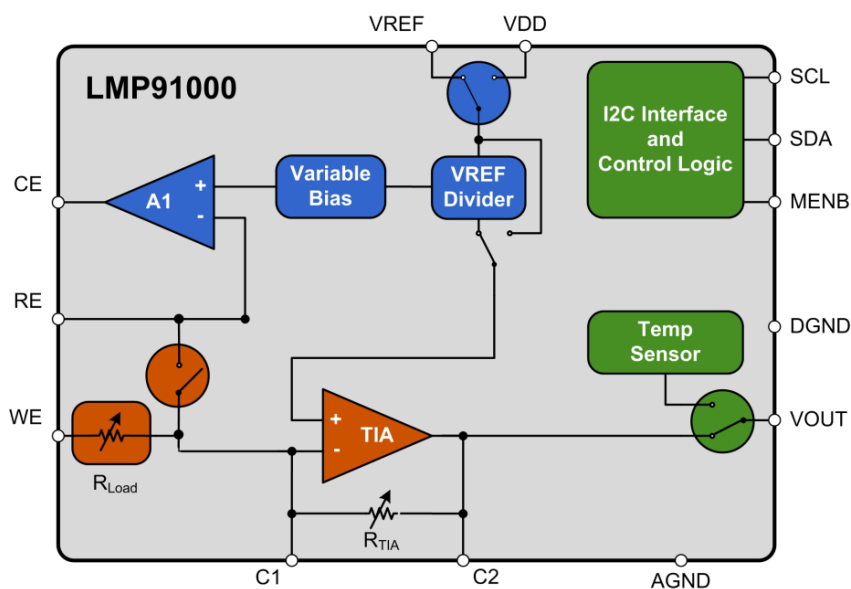 VREF
VDD
LMP91000
SCL
I2C Interface
and
Control Logic
SDA
MENB
CE
+
A1
-
Variable
Bias
VREF
Divider
RE
DGND
Temp
Sensor
WE
VOUT
+
TIA
-
RLoad
RTIA
C1
C2
AGND